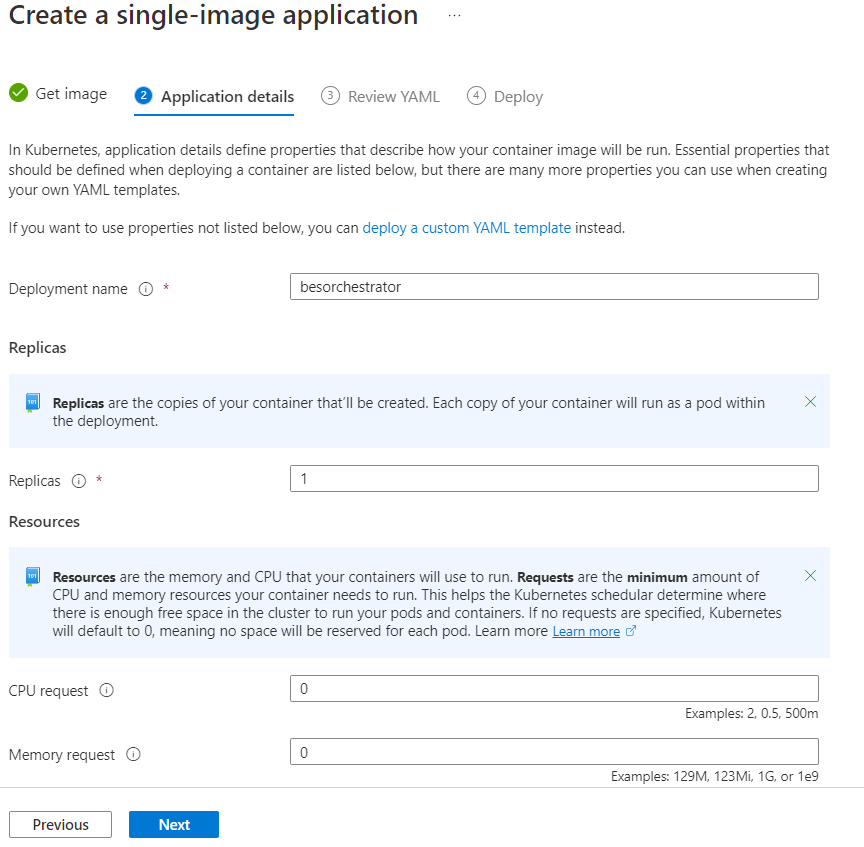 Create a single-image application ...
Get image
2 Application details
3 Review YAML
4 Deploy
In Kubernetes, application details define properties that describe how your container image will be run. Essential properties that
should be defined when deploying a container are listed below, but there are many more properties you can use when creating
your own YAML templates.
If you want to use properties not listed below, you can deploy a custom YAML template instead.
Deployment name *
besorchestrator
Replicas
Replicas are the copies of your container that'll be created. Each copy of your container will run as a pod within
the deployment.
Replicas *
1
Resources
Resources are the memory and CPU that your containers will use to run. Requests are the minimum amount of
CPU and memory resources your container needs to run. This helps the Kubernetes schedular determine where
there is enough free space in the cluster to run your pods and containers. If no requests are specified, Kubernetes
will default to 0, meaning no space will be reserved for each pod. Learn more Learn more
CPU request
0
Examples: 2, 0.5, 500m
Memory request
0
Examples: 129M, 123Mi, 1G, or 1e9
Previous
Next